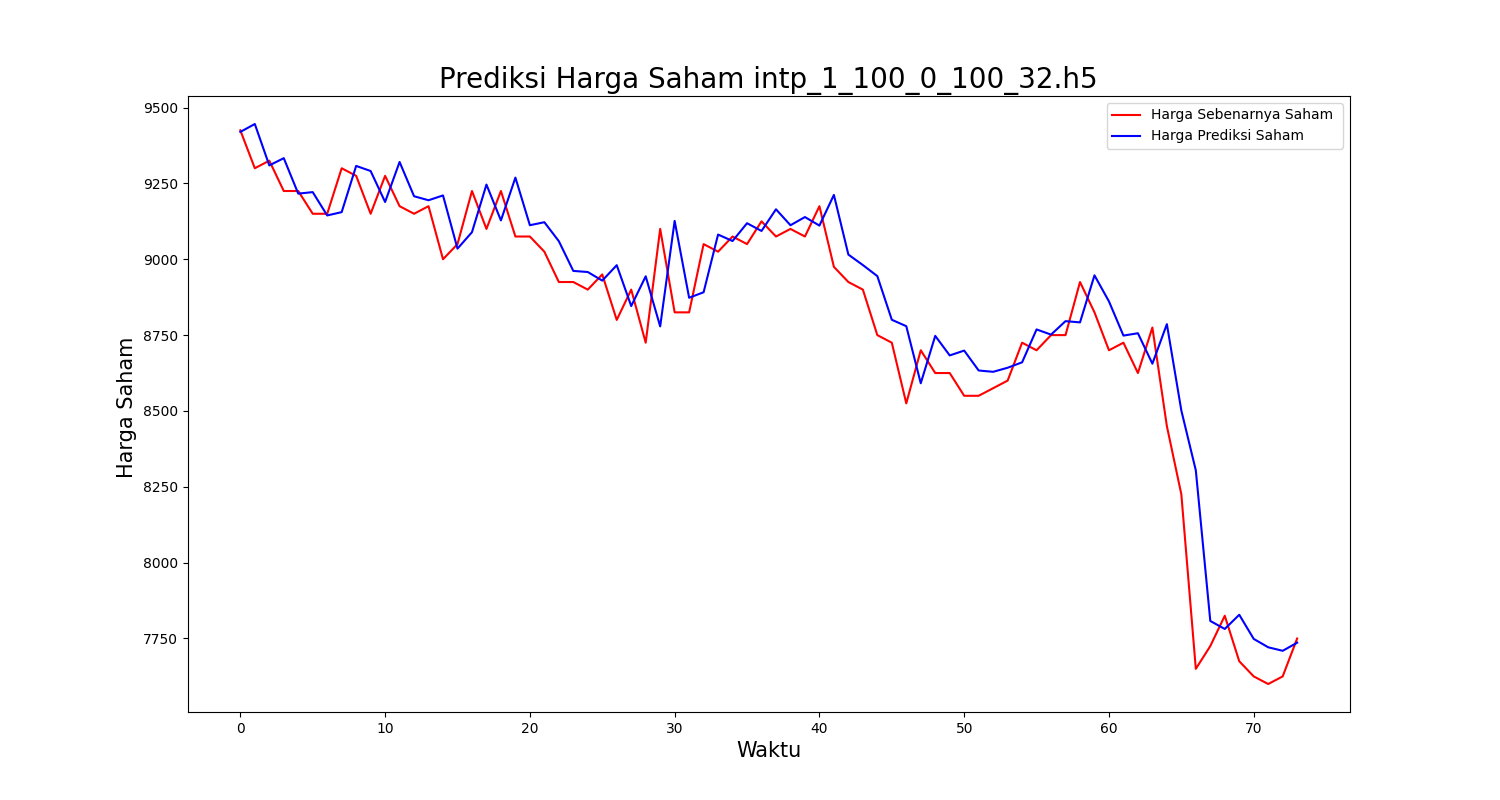 Prediksi Harga Saham intp_1_100_0_100_32.h5
Harga Sebenarnya Saham
Harga Prediksi Saham
Harga Saham
9500
9250
9000
8750
8500
8250
8000
7750
0 10 20 30 40 50 60 70
Waktu